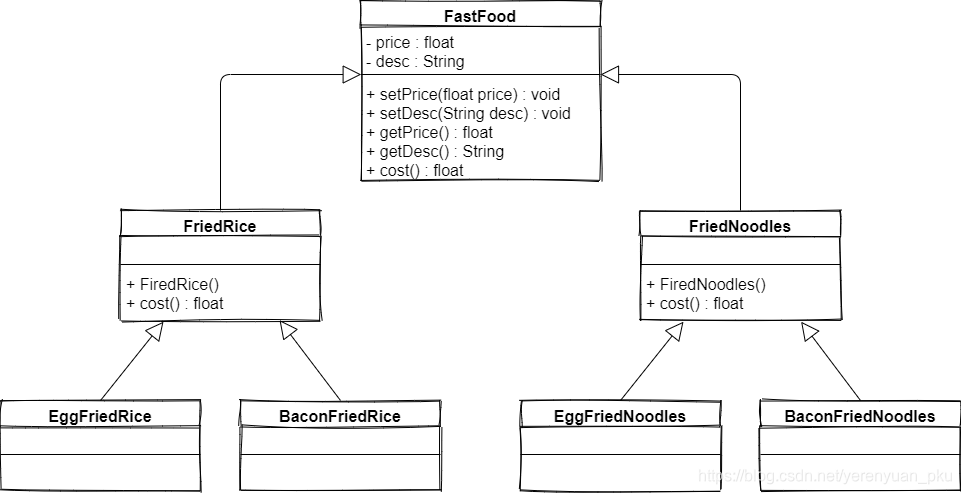 FastFood
- price : float
- desc : String
+ setPrice(float price) : void
+ setDesc(String desc) : void
+ getPrice() : float
+ getDesc() : String
+ cost() : float
FriedRice
+ FiredRice()
+ cost() : float
FriedNoodles
+ FiredNoodles()
+ cost() : float
EggFriedRice
BaconFriedRice
EggFriedNoodles
BaconFriedNoodles
https://blog.csdn.net/yerenyuan_pku